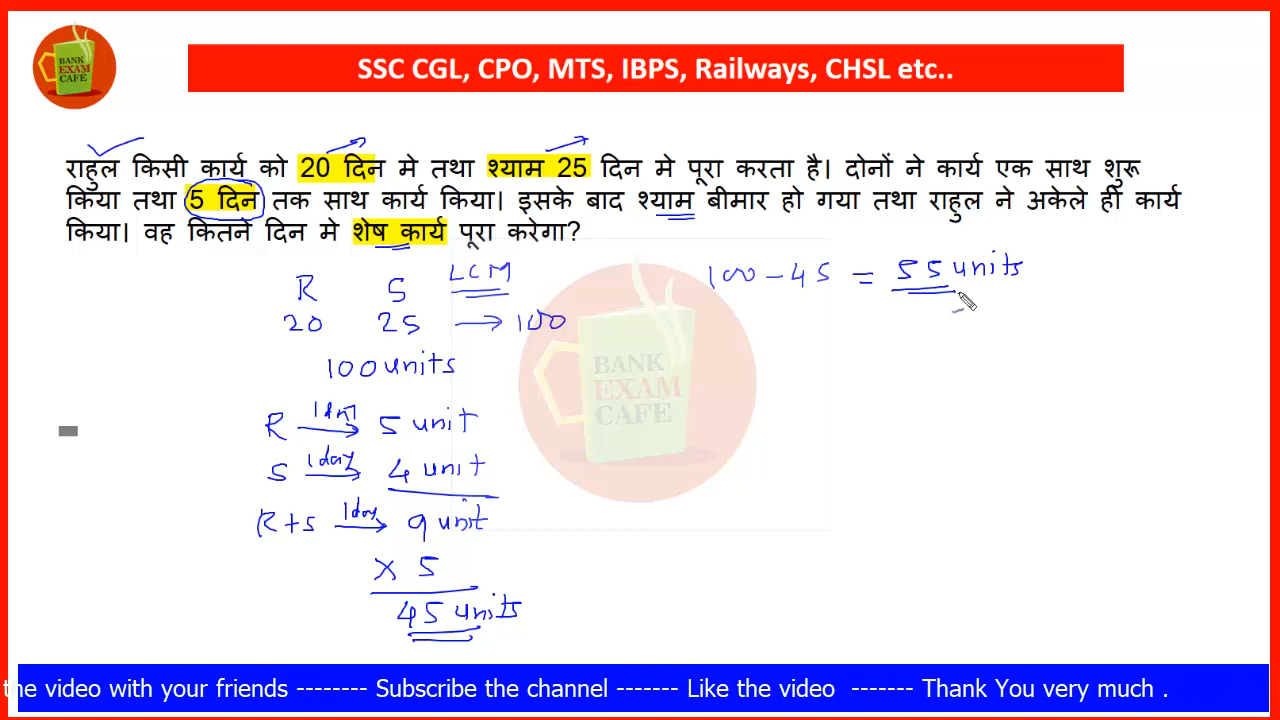 BANK
EXAM
CAFE
SSC CGL, CPO, MTS, IBPS, Railways, CHSL etc..
राहुल किसी कार्य को 20 दिन मे तथा श्याम 25 दिन मे पूरा करता है। दोनों ने कार्य एक साथ शुरू
किया तथा 5 दिन तक साथ कार्य किया। इसके बाद श्याम बीमार हो गया तथा राहुल ने अकेले ही कार्य
किया। वह कितने दिन मे शेष कार्य पूरा करेगा?
R S LCM
20 25 → 100
100 units
R 1day → 5 unit
S 1day → 4 unit
R+S 1day → 9 unit
× 5
45 units
100 - 45 = 55 units
BANK
EXAM
CAFE
the video with your friends -------- Subscribe the channel ------- Like the video ------- Thank You very much .